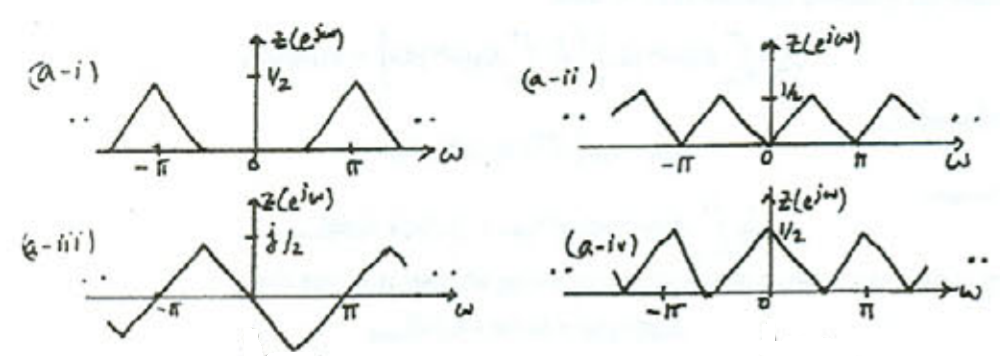 (a-i)
z(e^jω)
1/2
-π 0 π ω
(a-ii)
z(e^jω)
1/2
-π 0 π ω
(a-iii)
z(e^jω)
j/2
-π π ω
(a-iv)
z(e^jω)
1/2
-π 0 π ω